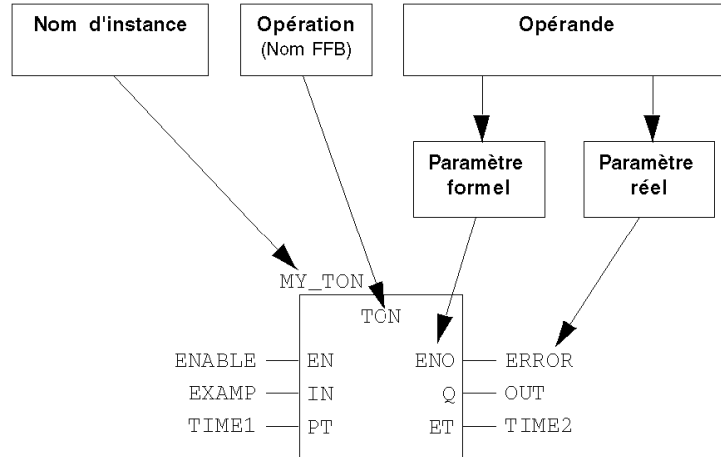 Nom d'instance
Opération
(Nom FFB)
Opérande
Paramètre
formel
Paramètre
réel
MY_TON
TON
ENABLE EN ENO ERROR
EXAMP IN Q OUT
TIME1 PT ET TIME2